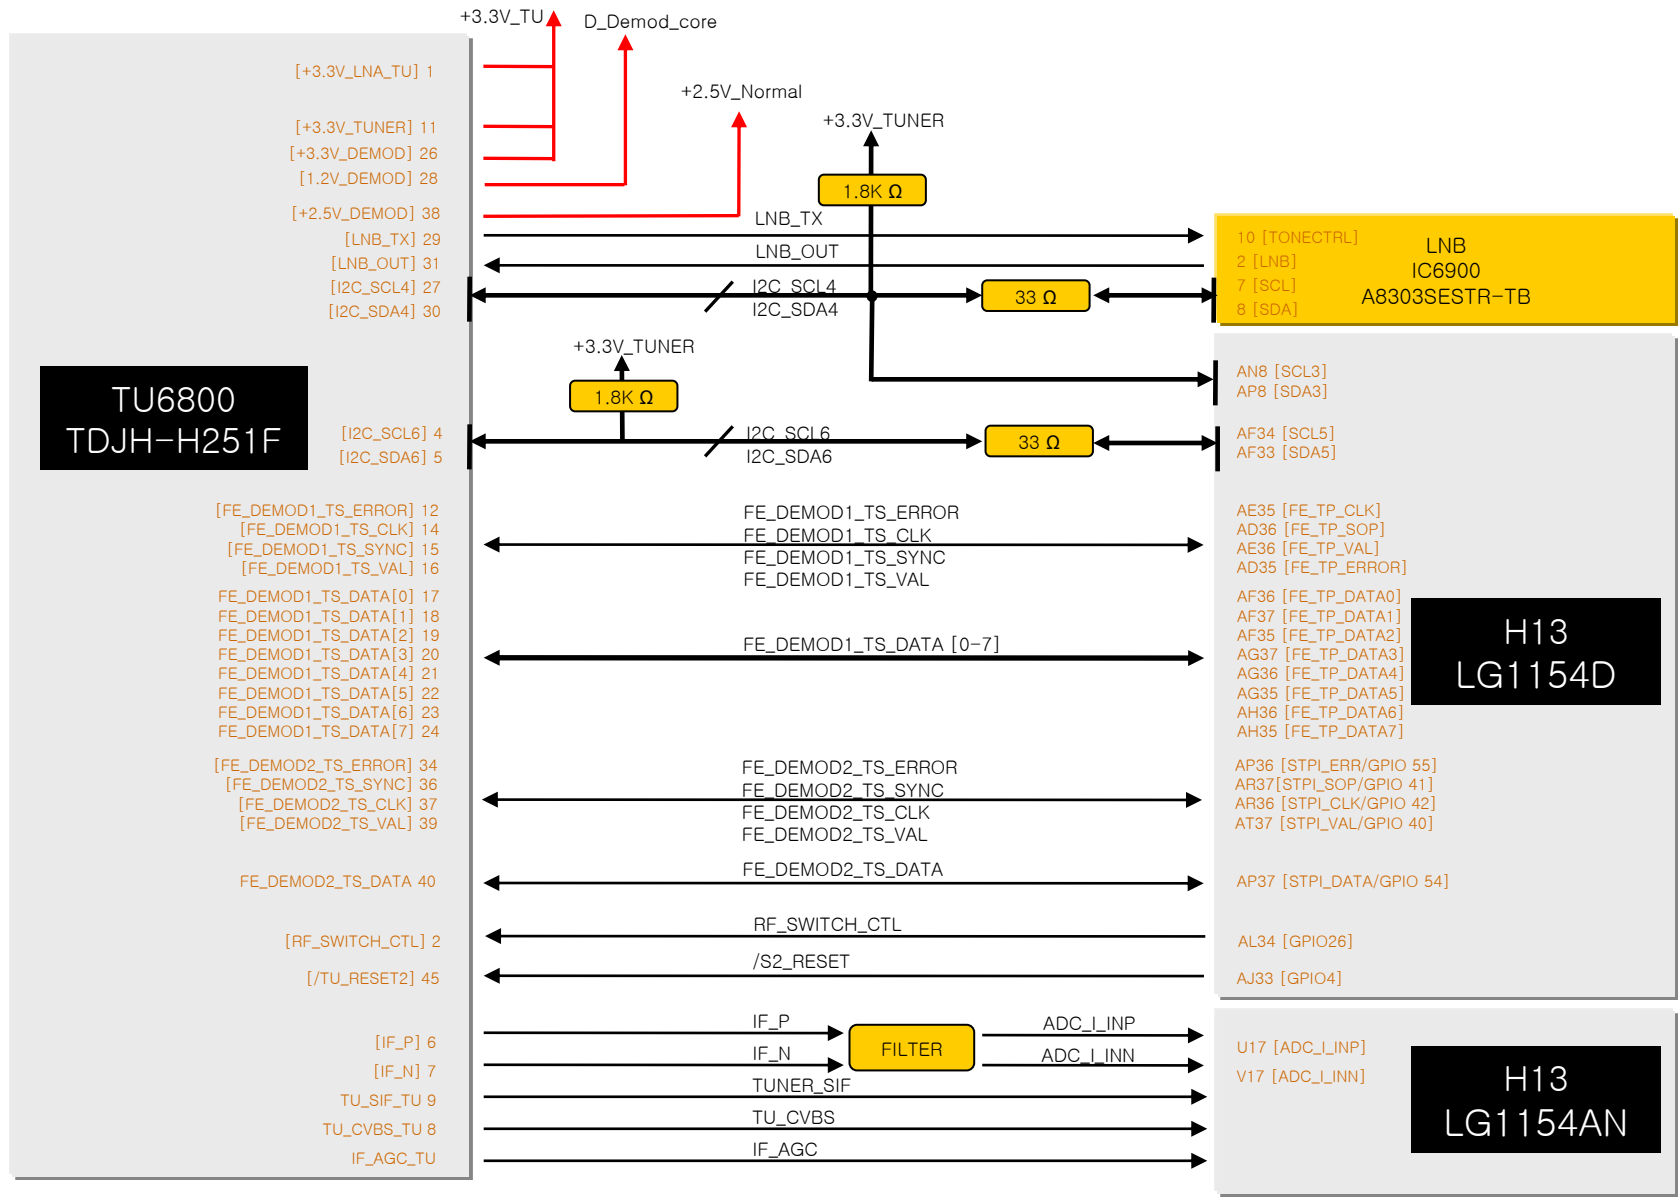 +3.3V_TU
D_Demod_core
+2.5V_Normal
+3.3V_TUNER
1.8K Ω
[+3.3V_LNA_TU] 1
[+3.3V_TUNER] 11
[+3.3V_DEMOD] 26
[1.2V_DEMOD] 28
[+2.5V_DEMOD] 38
[LNB_TX] 29
[LNB_OUT] 31
[I2C_SCL4] 27
[I2C_SDA4] 30
LNB_TX
LNB_OUT
I2C_SCL4
I2C_SDA4
33 Ω
10 [TONECTRL]
2 [LNB]
7 [SCL]
8 [SDA]
LNB
IC6900
A8303SESTR-TB
+3.3V_TUNER
1.8K Ω
TU6800
TDJH-H251F
[I2C_SCL6] 4
[I2C_SDA6] 5
I2C_SCL6
I2C_SDA6
33 Ω
AN8 [SCL3]
AP8 [SDA3]
AF34 [SCL5]
AF33 [SDA5]
[FE_DEMOD1_TS_ERROR] 12
[FE_DEMOD1_TS_CLK] 14
[FE_DEMOD1_TS_SYNC] 15
[FE_DEMOD1_TS_VAL] 16
FE_DEMOD1_TS_ERROR
FE_DEMOD1_TS_CLK
FE_DEMOD1_TS_SYNC
FE_DEMOD1_TS_VAL
AE35 [FE_TP_CLK]
AD36 [FE_TP_SOP]
AE36 [FE_TP_VAL]
AD35 [FE_TP_ERROR]
FE_DEMOD1_TS_DATA[0] 17
FE_DEMOD1_TS_DATA[1] 18
FE_DEMOD1_TS_DATA[2] 19
FE_DEMOD1_TS_DATA[3] 20
FE_DEMOD1_TS_DATA[4] 21
FE_DEMOD1_TS_DATA[5] 22
FE_DEMOD1_TS_DATA[6] 23
FE_DEMOD1_TS_DATA[7] 24
FE_DEMOD1_TS_DATA [0-7]
AF36 [FE_TP_DATA0]
AF37 [FE_TP_DATA1]
AF35 [FE_TP_DATA2]
AG37 [FE_TP_DATA3]
AG36 [FE_TP_DATA4]
AG35 [FE_TP_DATA5]
AH36 [FE_TP_DATA6]
AH35 [FE_TP_DATA7]
H13
LG1154D
[FE_DEMOD2_TS_ERROR] 34
[FE_DEMOD2_TS_SYNC] 36
[FE_DEMOD2_TS_CLK] 37
[FE_DEMOD2_TS_VAL] 39
FE_DEMOD2_TS_ERROR
FE_DEMOD2_TS_SYNC
FE_DEMOD2_TS_CLK
FE_DEMOD2_TS_VAL
AP36 [STPI_ERR/GPIO 55]
AR37[STPI_SOP/GPIO 41]
AR36 [STPI_CLK/GPIO 42]
AT37 [STPI_VAL/GPIO 40]
FE_DEMOD2_TS_DATA 40
FE_DEMOD2_TS_DATA
AP37 [STPI_DATA/GPIO 54]
[RF_SWITCH_CTL] 2
RF_SWITCH_CTL
AL34 [GPIO26]
[/TU_RESET2] 45
/S2_RESET
AJ33 [GPIO4]
[IF_P] 6
[IF_N] 7
TU_SIF_TU 9
TU_CVBS_TU 8
IF_AGC_TU
IF_P
IF_N
FILTER
ADC_I_INP
ADC_I_INN
TUNER_SIF
TU_CVBS
IF_AGC
U17 [ADC_I_INP]
V17 [ADC_I_INN]
H13
LG1154AN